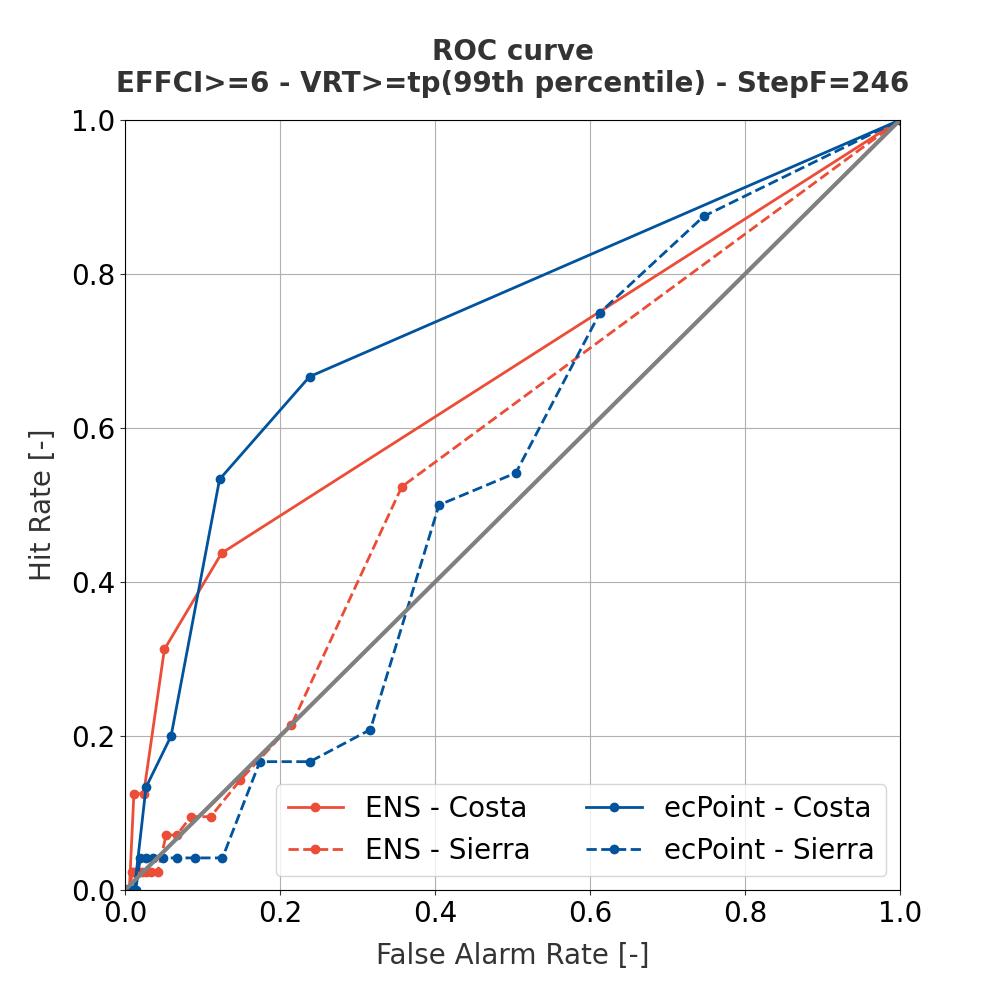 ROC curve
EFFCI>=6 - VRT>=tp(99th percentile) - StepF=246
Hit Rate [-]
1.0
0.8
0.6
0.4
0.2
0.0
0.0 0.2 0.4 0.6 0.8 1.0
False Alarm Rate [-]
ENS - Costa
ENS - Sierra
ecPoint - Costa
ecPoint - Sierra